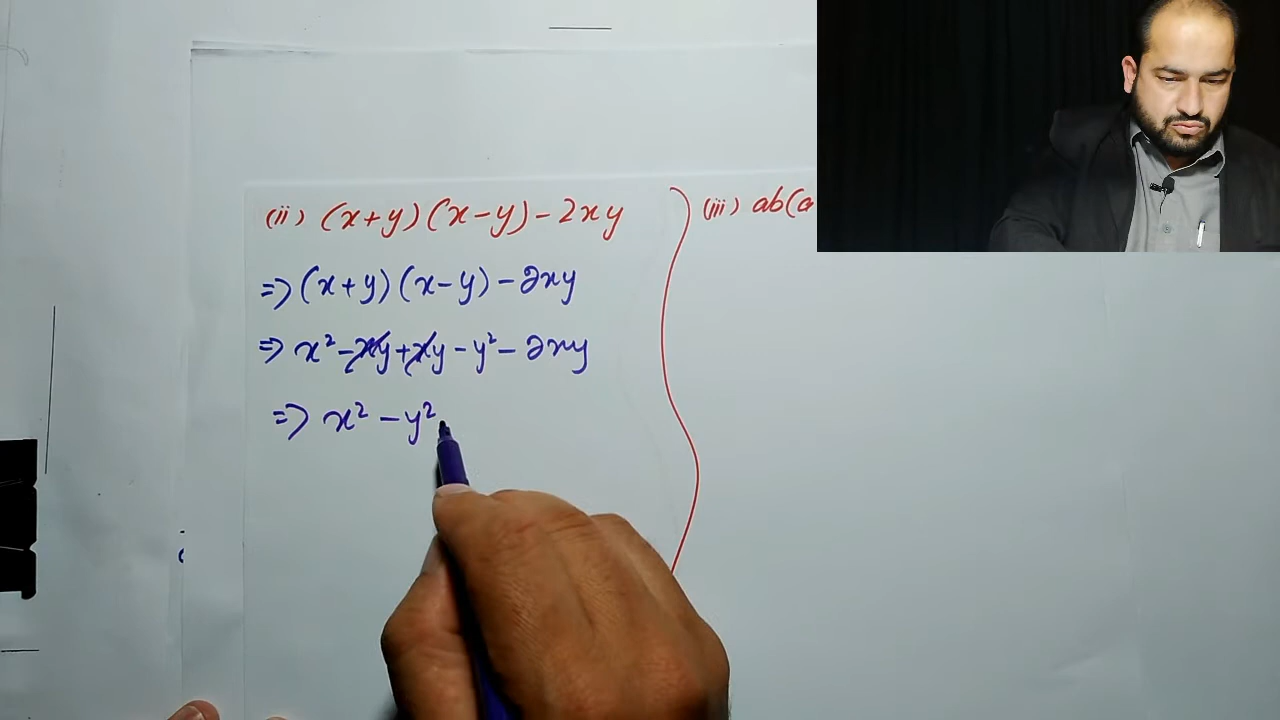 (ii) (x+y)(x-y)-2xy
=> (x+y)(x-y)-2xy
=> x²-xy+xy-y²-2xy
=> x²-y²
(iii) ab(a